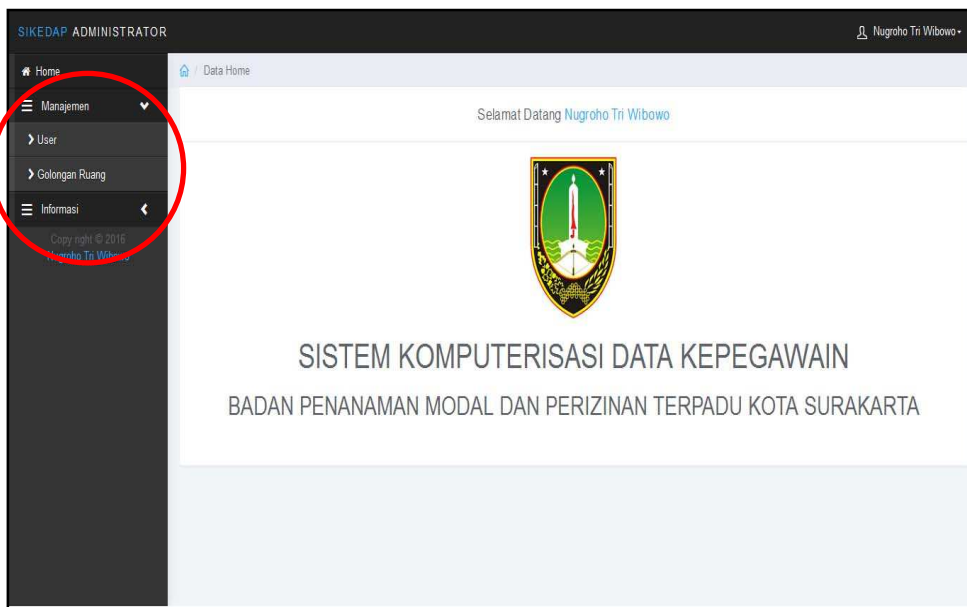 SIKEDAP ADMINISTRATOR
Nugroho Tri Wibowo
Home
/ Data Home
Manajemen
Selamat Datang Nugroho Tri Wibowo
User
Golongan Ruang
Informasi
Copy right © 2016
Nugroho Tri Wibowo
SISTEM KOMPUTERISASI DATA KEPEGAWAIN
BADAN PENANAMAN MODAL DAN PERIZINAN TERPADU KOTA SURAKARTA